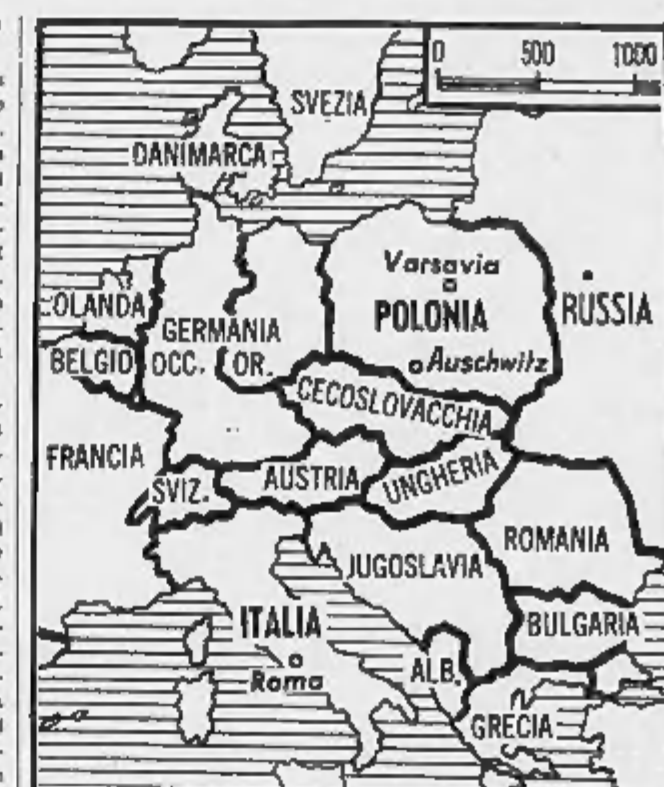 0 500 1000
SVEZIA
DANIMARCA
Varsavia
OLANDA
GERMANIA
POLONIA
RUSSIA
BELGIO
OCC. OR.
Auschwitz
CECOSLOVACCHIA
FRANCIA
SVIZ.
AUSTRIA
UNGHERIA
JUGOSLAVIA
ROMANIA
ITALIA
BULGARIA
Roma
ALB.
GRECIA